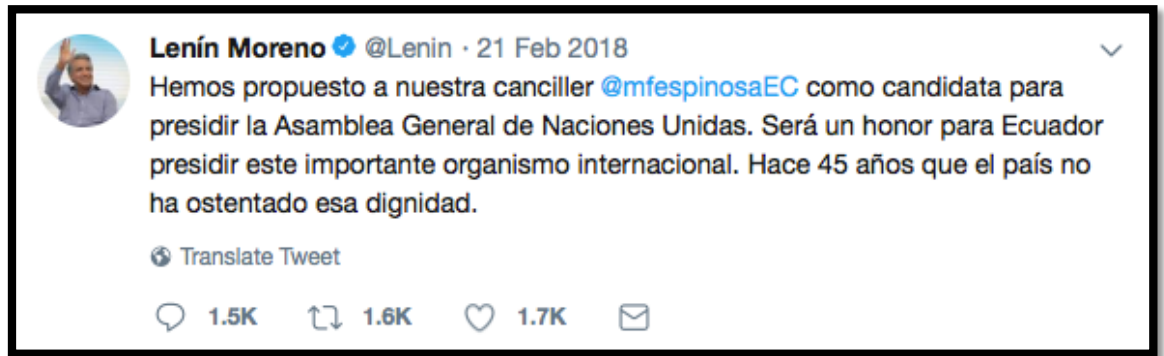 Lenín Moreno @Lenin · 21 Feb 2018
Hemos propuesto a nuestra canciller @mfespinosaEC como candidata para
presidir la Asamblea General de Naciones Unidas. Será un honor para Ecuador
presidir este importante organismo internacional. Hace 45 años que el país no
ha ostentado esa dignidad.
Translate Tweet
1.5K 1.6K 1.7K